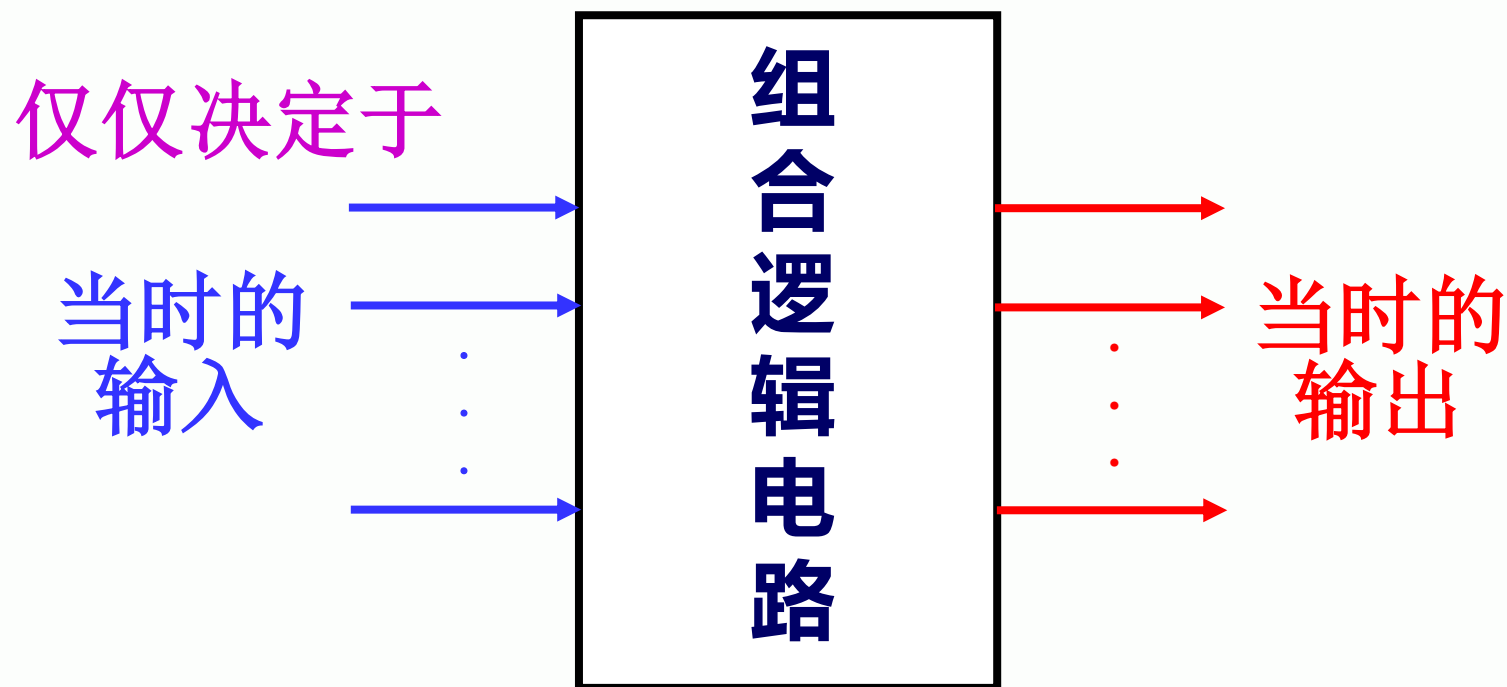 仅仅决定于
当时的
输入
组
合
逻
辑
电
路
当时的
输出